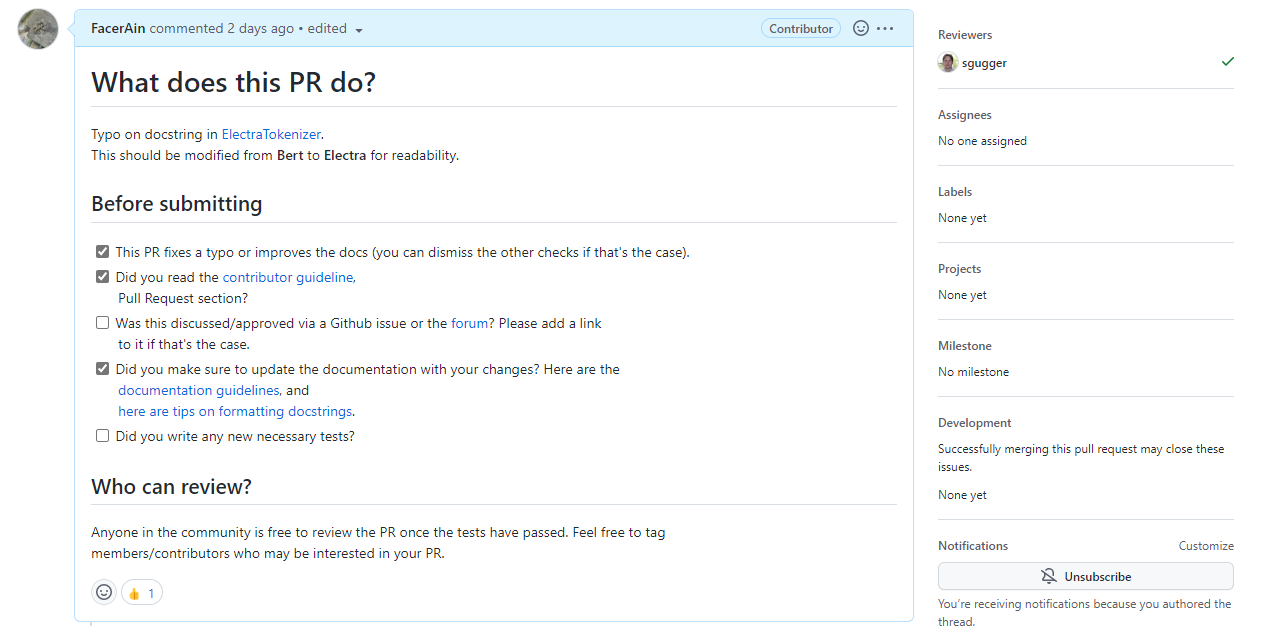 FacerAin commented 2 days ago • edited
Contributor
What does this PR do?
Typo on docstring in ElectraTokenizer.
This should be modified from Bert to Electra for readability.
Before submitting
This PR fixes a typo or improves the docs (you can dismiss the other checks if that's the case).
Did you read the contributor guideline,
Pull Request section?
Was this discussed/approved via a Github issue or the forum? Please add a link
to it if that's the case.
Did you make sure to update the documentation with your changes? Here are the
documentation guidelines, and
here are tips on formatting docstrings.
Did you write any new necessary tests?
Who can review?
Anyone in the community is free to review the PR once the tests have passed. Feel free to tag
members/contributors who may be interested in your PR.
1
Reviewers
sgugger
Assignees
No one assigned
Labels
None yet
Projects
None yet
Milestone
No milestone
Development
Successfully merging this pull request may close these
issues.
None yet
Notifications
Customize
Unsubscribe
You're receiving notifications because you authored the
thread.